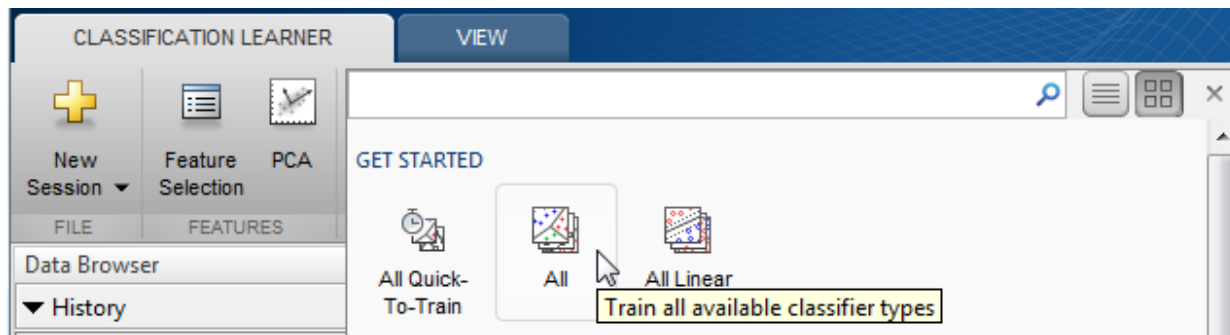 CLASSIFICATION LEARNER
VIEW
New
Session
Feature
Selection
PCA
FILE
FEATURES
GET STARTED
All Quick-
To-Train
All
All Linear
Train all available classifier types
Data Browser
History